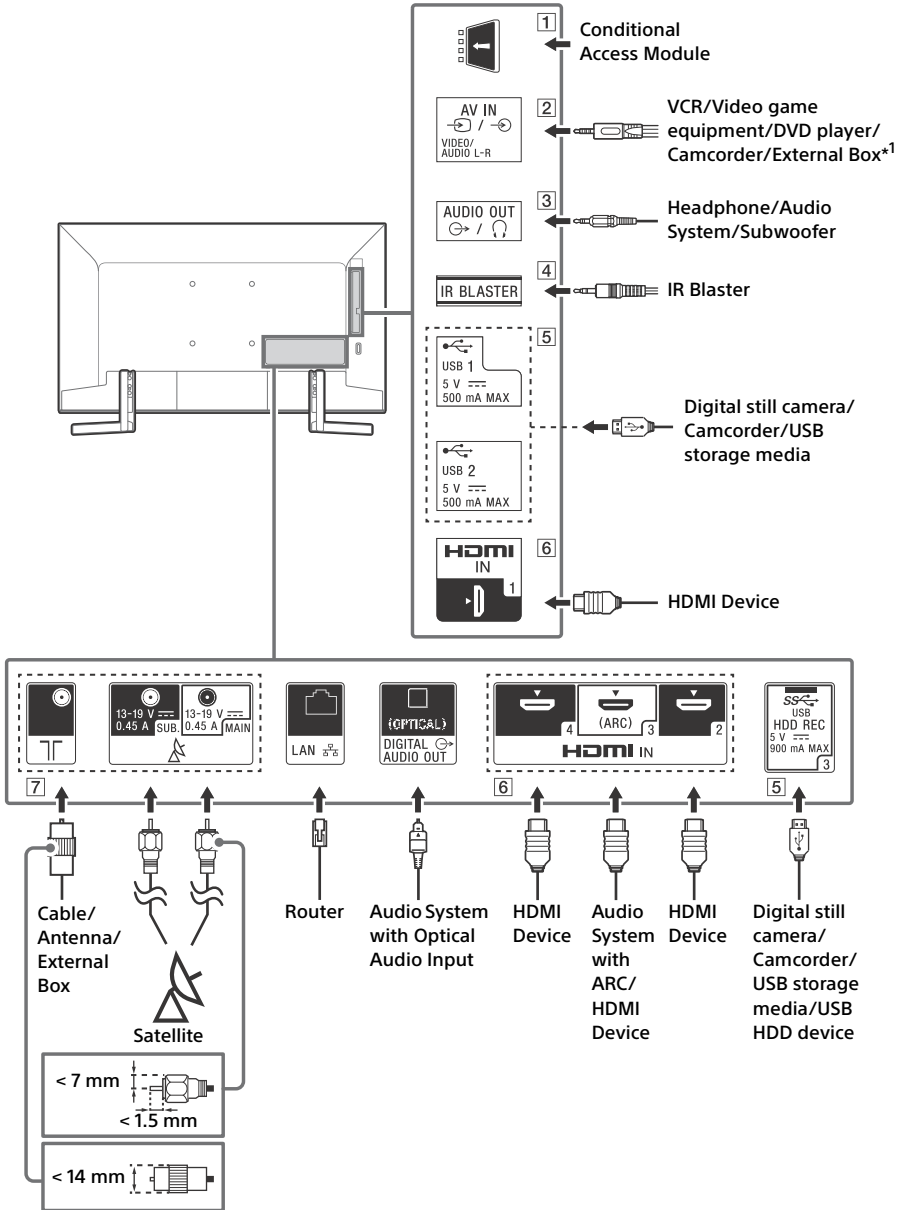 1
Conditional
Access Module
AV IN
/
VIDEO/
AUDIO L-R
2
VCR/Video game
equipment/DVD player/
Camcorder/External Box*1
AUDIO OUT
/
3
Headphone/Audio
System/Subwoofer
4
IR BLASTER
IR Blaster
5
USB 1
5 V
500 mA MAX
USB 2
5 V
500 mA MAX
Digital still camera/
Camcorder/USB
storage media
HDMI
IN
1
6
HDMI Device
13-19 V
0.45 A
SUB.
13-19 V
0.45 A
MAIN
LAN
(OPTICAL)
DIGITAL
AUDIO OUT
4
(ARC)
3
2
HDMI IN
SS
USB
HDD REC
5 V
900 mA MAX
3
7
6
5
Cable/
Antenna/
External
Box
Satellite
Router
Audio System
with Optical
Audio Input
HDMI
Device
Audio
System
with
ARC/
HDMI
Device
HDMI
Device
Digital still
camera/
Camcorder/
USB storage
media/USB
HDD device
< 7 mm
< 1.5 mm
< 14 mm